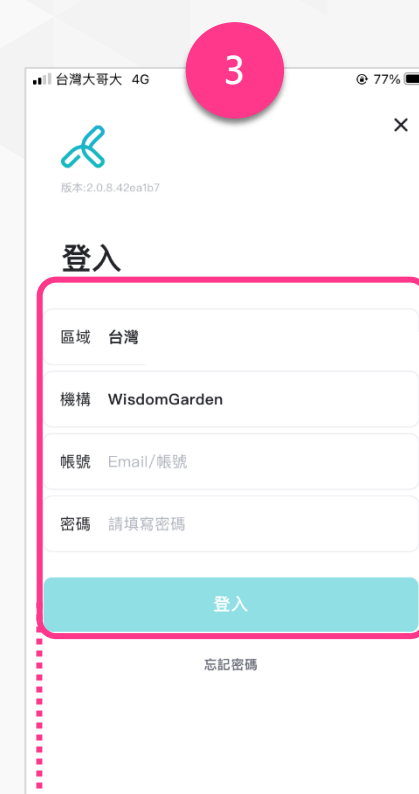 3
台灣大哥大 4G
77%
版本:2.0.8.42ea1b7
登入
區域 台灣
機構 WisdomGarden
帳號 Email/帳號
密碼 請填寫密碼
登入
忘記密碼